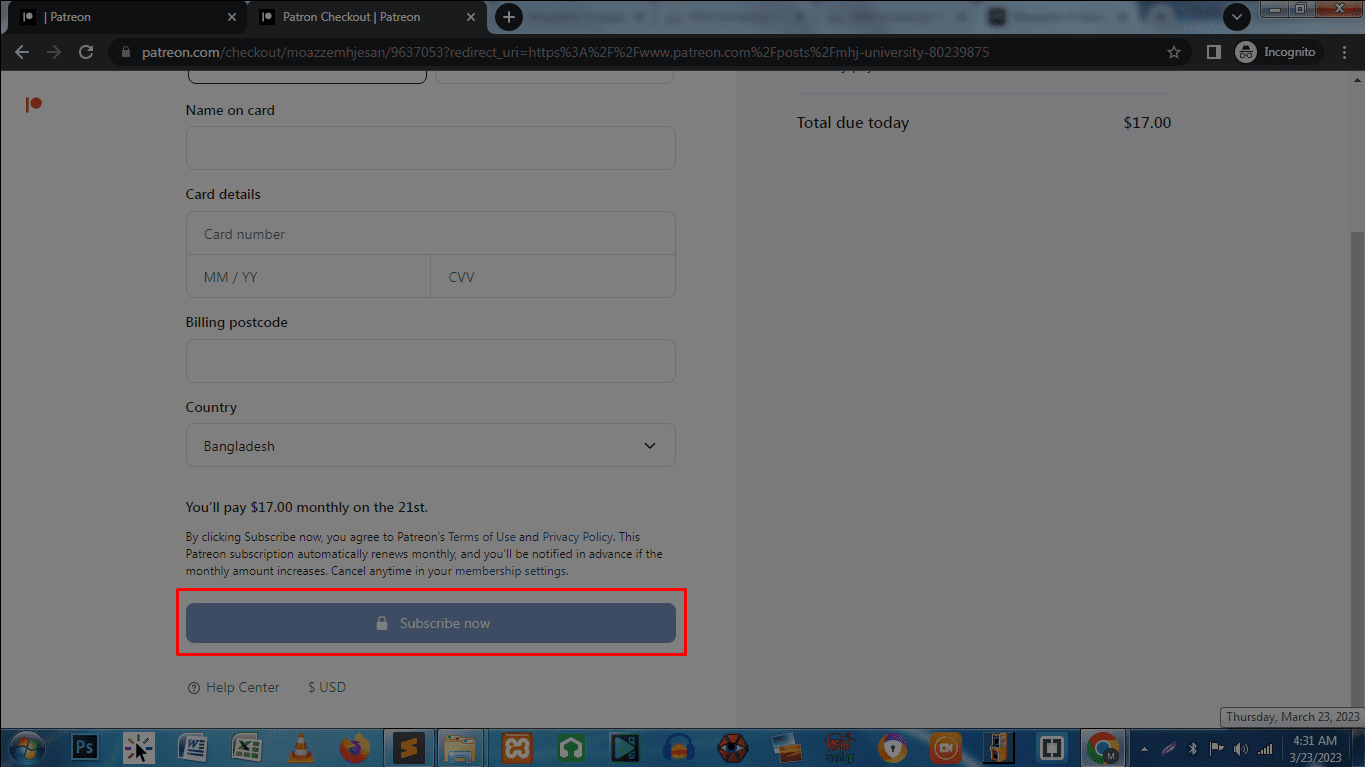 | Patreon
Patron Checkout | Patreon
patreon.com/checkout/moazzemhjesan/9637053?redirect_uri=https%3A%2F%2Fwww.patreon.com%2Fposts%2Fmhj-university-80239875
Incognito
Name on card
Total due today $17.00
Card details
Card number
MM / YY CVV
Billing postcode
Country
Bangladesh
You'll pay $17.00 monthly on the 21st.
By clicking Subscribe now, you agree to Patreon's Terms of Use and Privacy Policy. This
Patreon subscription automatically renews monthly, and you'll be notified in advance if the
monthly amount increases. Cancel anytime in your membership settings.
Subscribe now
Help Center $ USD
Thursday, March 23, 2023
Ps
4:31 AM
3/23/2023